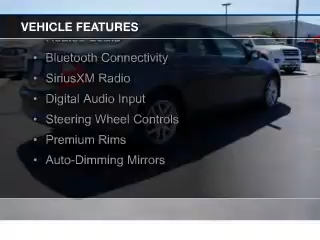 VEHICLE FEATURES
• Bluetooth Connectivity
• SiriusXM Radio
• Digital Audio Input
• Steering Wheel Controls
• Premium Rims
• Auto-Dimming Mirrors